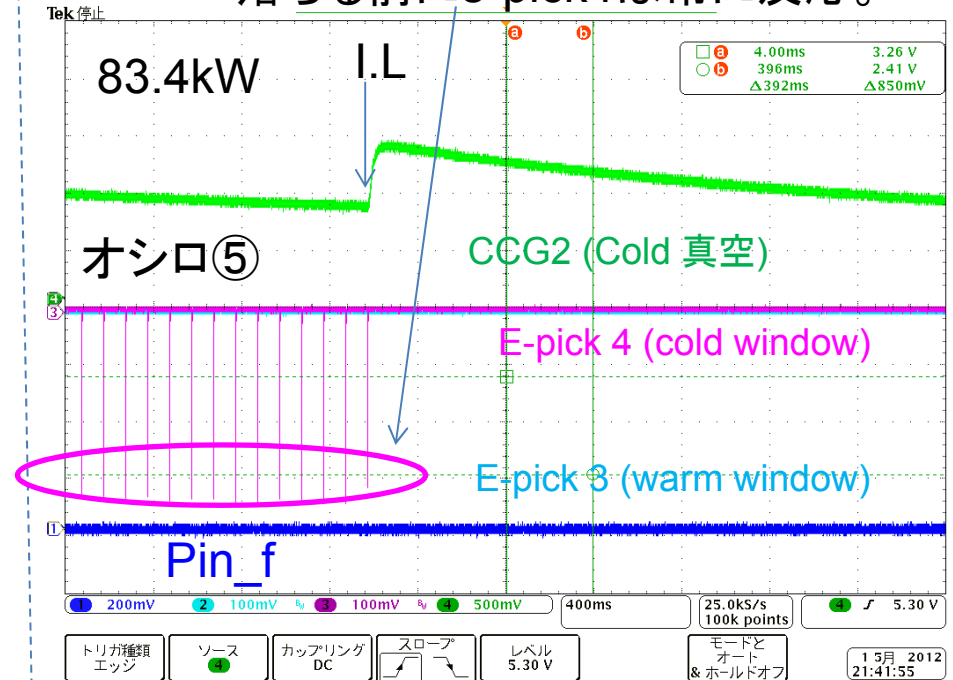 Tek 停止
83.4kW
I.L
a
b
a 4.00ms 3.26 V
b 396ms 2.41 V
Δ392ms Δ850mV
オシロ⑤
CCG2 (Cold 真空)
4
3
E-pick 4 (cold window)
E-pick 3 (warm window)
1
Pin_f
1 200mV 2 100mV BW 3 100mV BW 4 500mV
400ms
25.0kS/s
100k points
4 5.30 V
トリガ種類
エッジ
ソース
4
カップリング
DC
スロープ
レベル
5.30 V
モードと
オート
& ホールドオフ
1 5月 2012
21:41:55